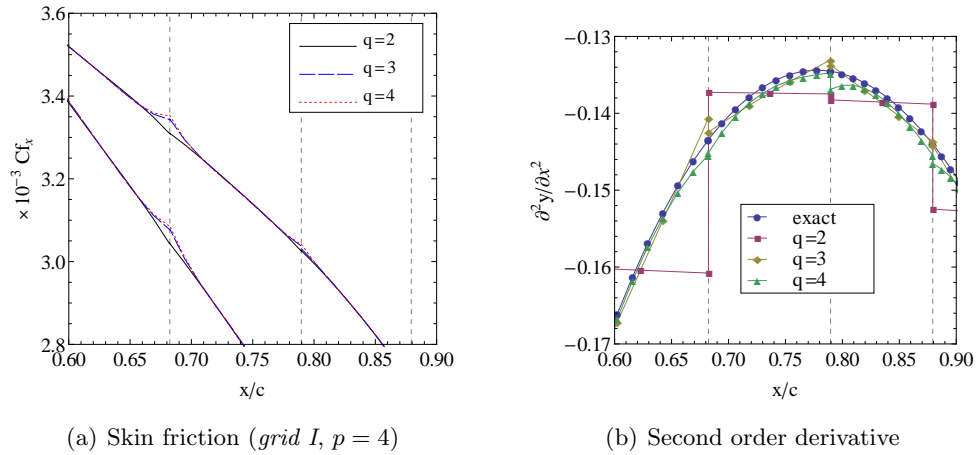 3.6
3.4
3.2
3.0
2.8
0.60
0.65
0.70
0.75
0.80
0.85
0.90
× 10⁻³ Cfₓ
x/c
q=2
q=3
q=4
(a) Skin friction (grid I, p = 4)
−0.13
−0.14
−0.15
−0.16
−0.17
0.60
0.65
0.70
0.75
0.80
0.85
0.90
∂²y/∂x²
x/c
exact
q=2
q=3
q=4
(b) Second order derivative